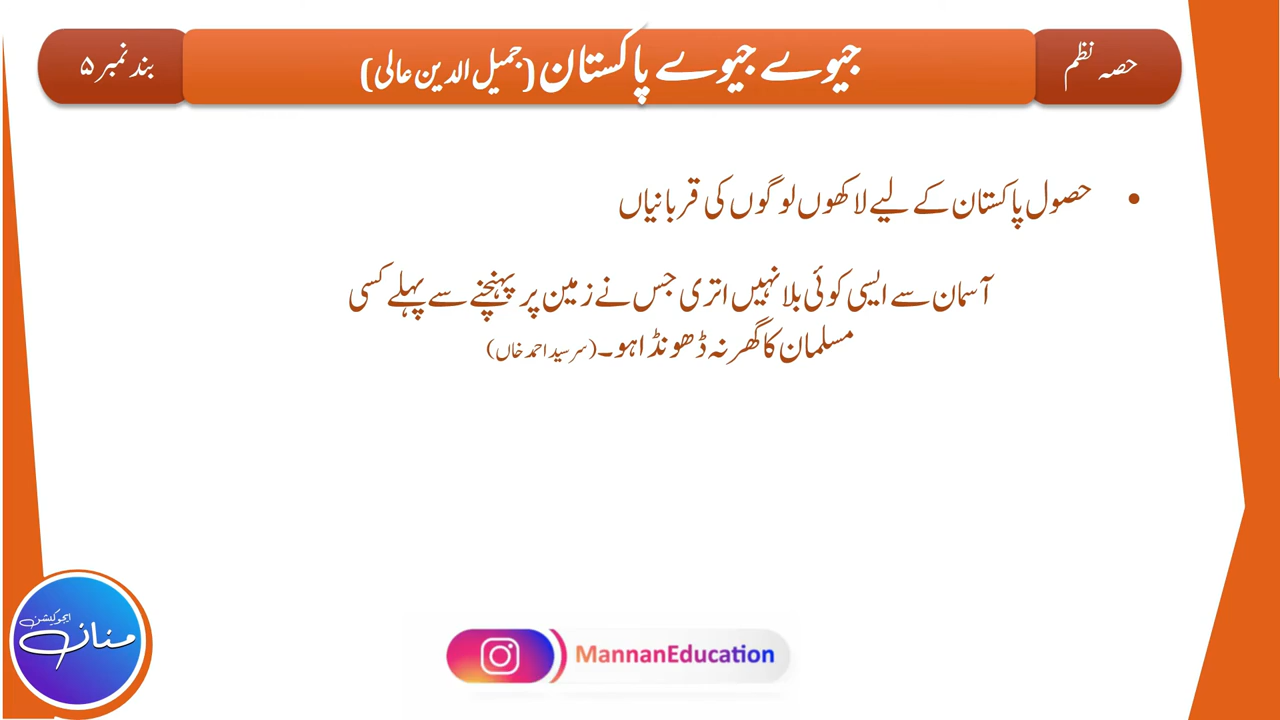 حصہ نظم
جیوے جیوے پاکستان (جمیل الدین عالی)
بند نمبر ۵
• حصول پاکستان کے لیے لاکھوں لوگوں کی قربانیاں
آسمان سے ایسی کوئی بلا نہیں اتری جس نے زمین پر پہنچنے سے پہلے کسی
مسلمان کا گھر نہ ڈھونڈا ہو۔ (سر سید احمد خاں)
ایجوکیشن
منان
MannanEducation